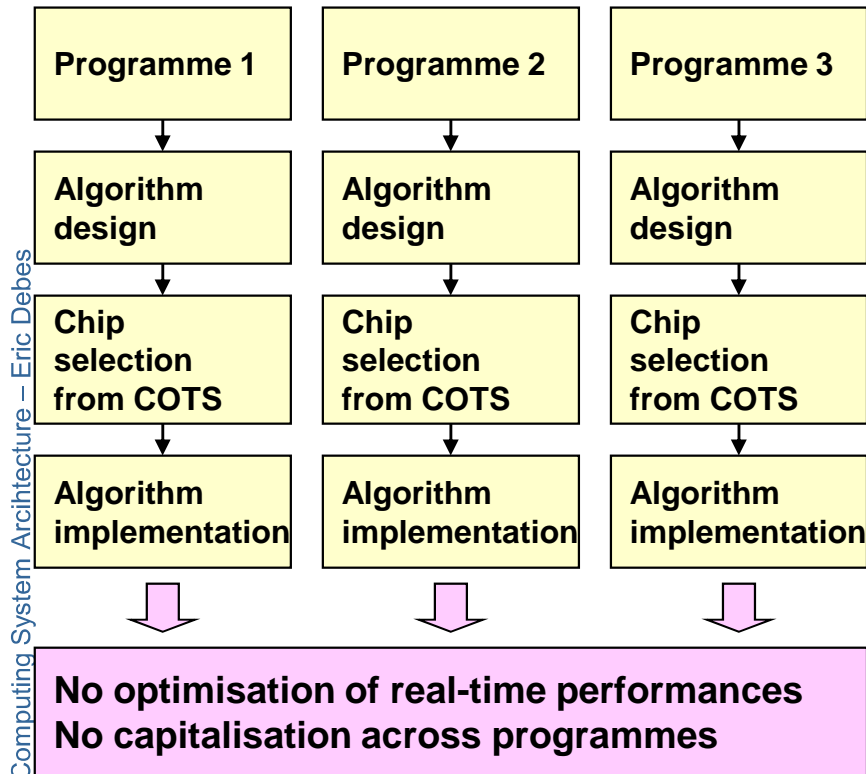 Programme 1
Programme 2
Programme 3
Algorithm
design
Algorithm
design
Algorithm
design
Chip
selection
from COTS
Chip
selection
from COTS
Chip
selection
from COTS
Algorithm
implementation
Algorithm
implementation
Algorithm
implementation
No optimisation of real-time performances
No capitalisation across programmes
Computing System Arcihtecture – Eric Debes